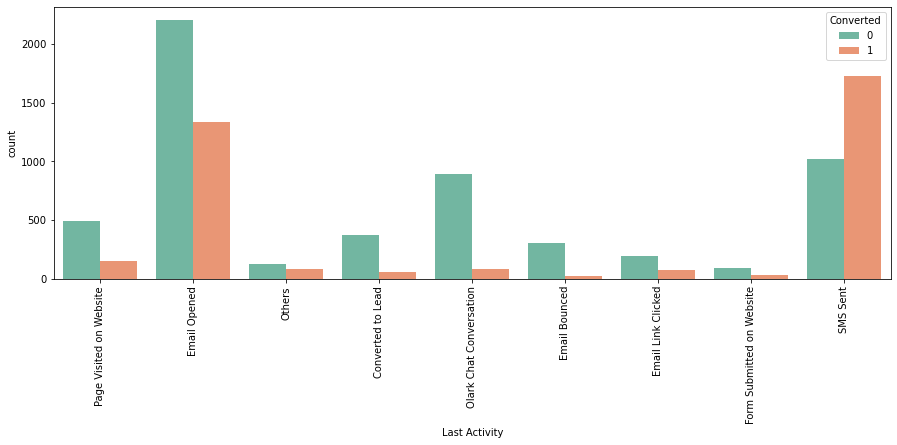 Converted
0
1
2000
1500
1000
500
0
count
Page Visited on Website
Email Opened
Others
Converted to Lead
Olark Chat Conversation
Email Bounced
Email Link Clicked
Form Submitted on Website
SMS Sent
Last Activity